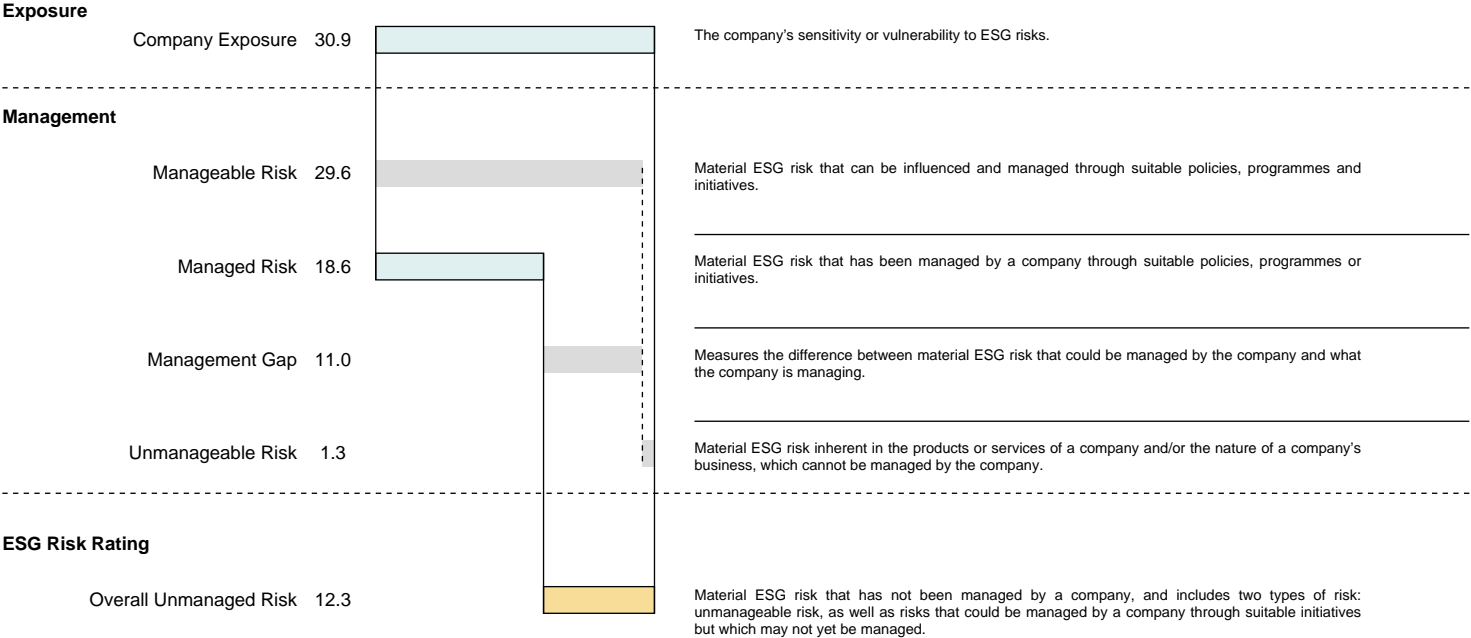 Exposure
Company Exposure 30.9
The company’s sensitivity or vulnerability to ESG risks.
Management
Manageable Risk 29.6
Material ESG risk that can be influenced and managed through suitable policies, programmes and
initiatives.
Managed Risk 18.6
Material ESG risk that has been managed by a company through suitable policies, programmes or
initiatives.
Management Gap 11.0
Measures the difference between material ESG risk that could be managed by the company and what
the company is managing.
Unmanageable Risk 1.3
Material ESG risk inherent in the products or services of a company and/or the nature of a company’s
business, which cannot be managed by the company.
ESG Risk Rating
Overall Unmanaged Risk 12.3
Material ESG risk that has not been managed by a company, and includes two types of risk:
unmanageable risk, as well as risks that could be managed by a company through suitable initiatives
but which may not yet be managed.